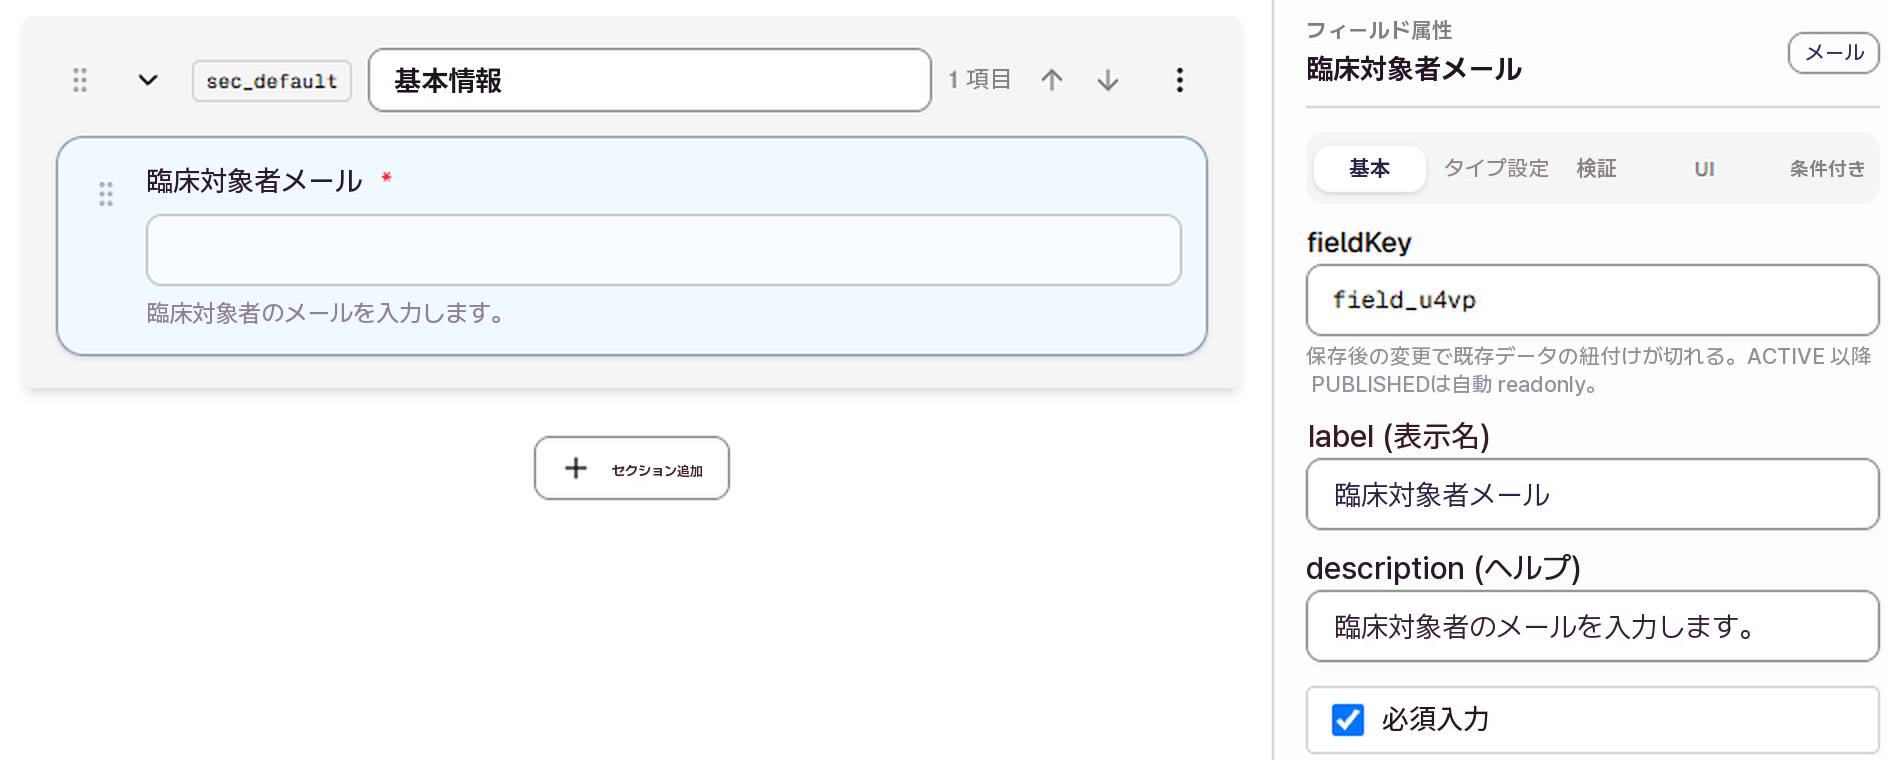 sec_default 基本情報 1 項目
臨床対象者メール *
臨床対象者のメールを入力します。
セクション追加
フィールド属性
臨床対象者メール
メール
基本 タイプ設定 検証 UI 条件付き
fieldKey
field_u4vp
保存後の変更で既存データの紐付けが切れる。ACTIVE 以降
PUBLISHEDは自動 readonly。
label (表示名)
臨床対象者メール
description (ヘルプ)
臨床対象者のメールを入力します。
必須入力